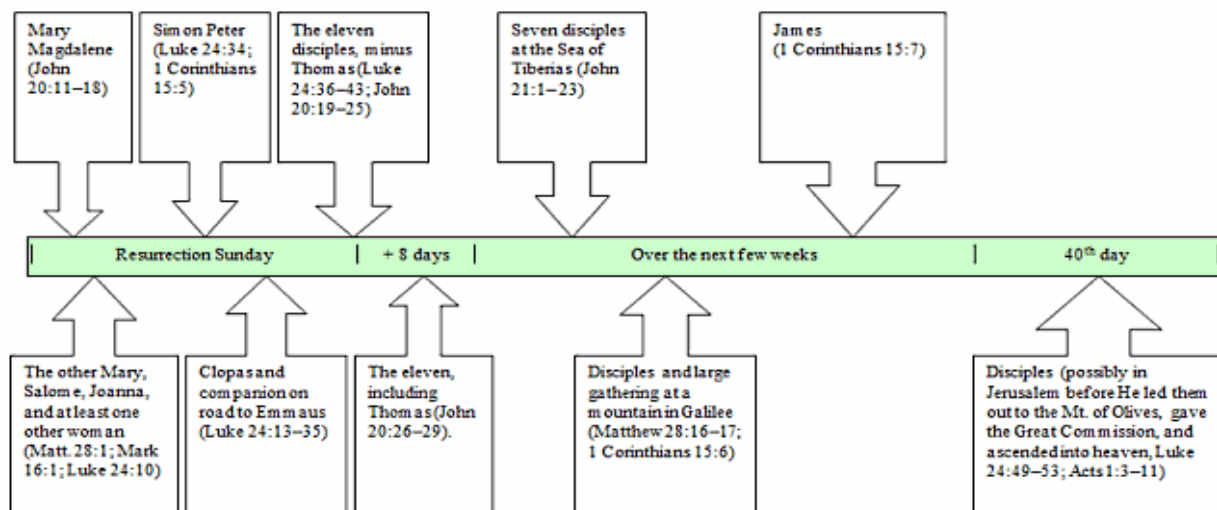 Mary
Magdalene
(John
20:11–18)
Simon Peter
(Luke 24:34;
1 Corinthians
15:5)
The eleven
disciples, minus
Thomas (Luke
24:36–43; John
20:19–25)
Seven disciples
at the Sea of
Tiberias (John
21:1–23)
James
(1 Corinthians 15:7)
Resurrection Sunday
+ 8 days
Over the next few weeks
40th day
The other Mary,
Salome, Joanna,
and at least one
other woman
(Matt. 28:1; Mark
16:1; Luke 24:10)
Clopas and
companion on
road to Emmaus
(Luke 24:13–35)
The eleven,
including
Thomas (John
20:26–29).
Disciples and large
gathering at a
mountain in Galilee
(Matthew 28:16–17;
1 Corinthians 15:6)
Disciples (possibly in
Jerusalem before He led them
out to the Mt. of Olives, gave
the Great Commission, and
ascended into heaven, Luke
24:49–53; Acts 1:3–11)